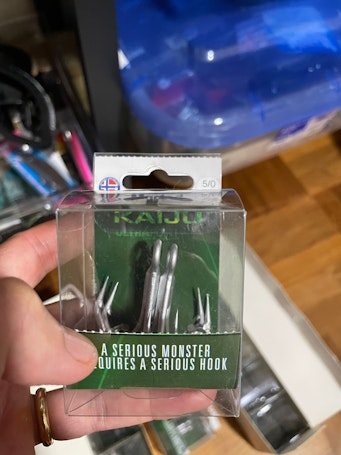 5/0
KAIJU
A SERIOUS MONSTER
REQUIRES A SERIOUS HOOK